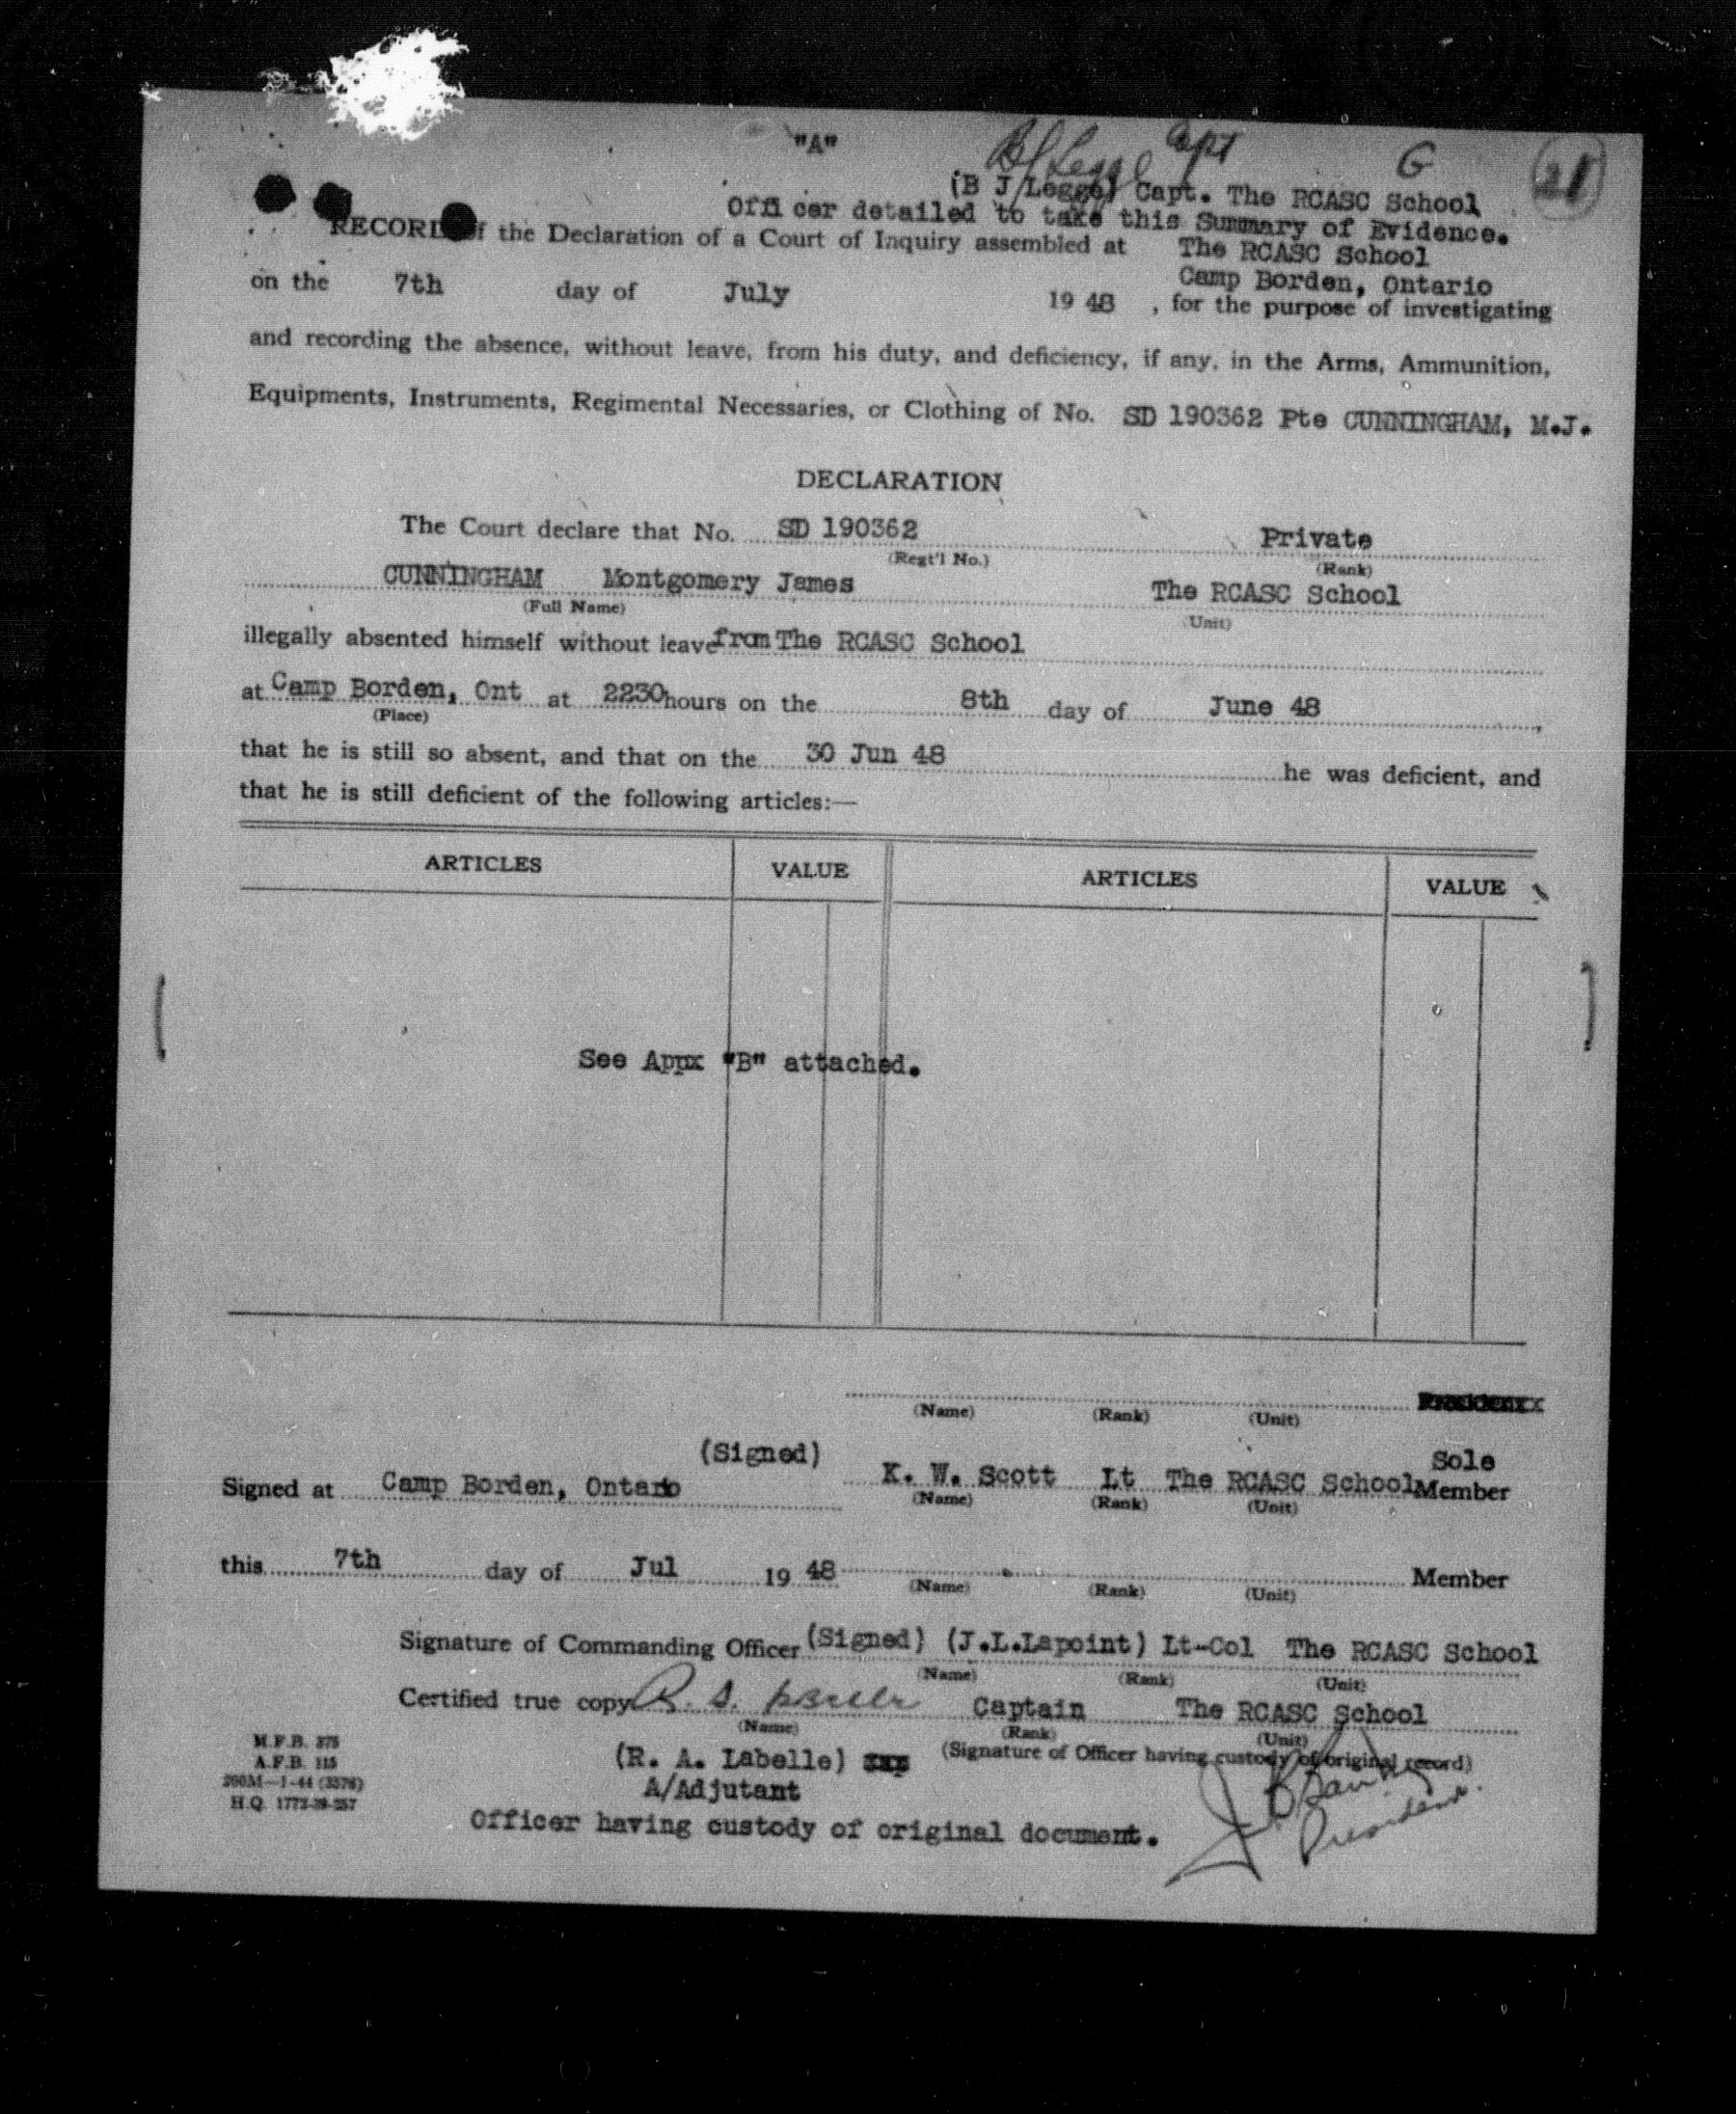 "A"
BJ Legge Capt
G
21
(B J Legge) Capt. The RCASC School
Officer detailed to take this Summary of Evidence.
RECORD of the Declaration of a Court of Inquiry assembled at The RCASC School
Camp Borden, Ontario
on the 7th day of July 19 48 , for the purpose of investigating
and recording the absence, without leave, from his duty, and deficiency, if any, in the Arms, Ammunition,
Equipments, Instruments, Regimental Necessaries, or Clothing of No. SD 190362 Pte CUNNINGHAM, M.J.
DECLARATION
The Court declare that No. SD 190362 Private
(Regt'l No.) (Rank)
CUNNINGHAM Montgomery James The RCASC School
(Full Name) (Unit)
illegally absented himself without leave from The RCASC School
at Camp Borden, Ont at 2230 hours on the 8th day of June 48 ,
(Place)
that he is still so absent, and that on the 30 Jun 48 he was deficient, and
that he is still deficient of the following articles:—
ARTICLES VALUE ARTICLES VALUE
See Appx "B" attached.
(Name) (Rank) (Unit)
(Signed) Sole
Signed at Camp Borden, Ontario K. W. Scott Lt The RCASC School Member
(Name) (Rank) (Unit)
this 7th day of Jul 19 48 Member
(Name) (Rank) (Unit)
Signature of Commanding Officer (Signed) (J.L.Lapoint) Lt-Col The RCASC School
(Name) (Rank) (Unit)
Certified true copy Captain The RCASC School
(Name) (Rank) (Unit)
(R. A. Labelle) (Signature of Officer having custody of original record)
A/Adjutant
Officer having custody of original document.
President.
M.F.B. 375
A.F.B. 115
200M—1-44 (3376)
H.Q. 1772-39-257